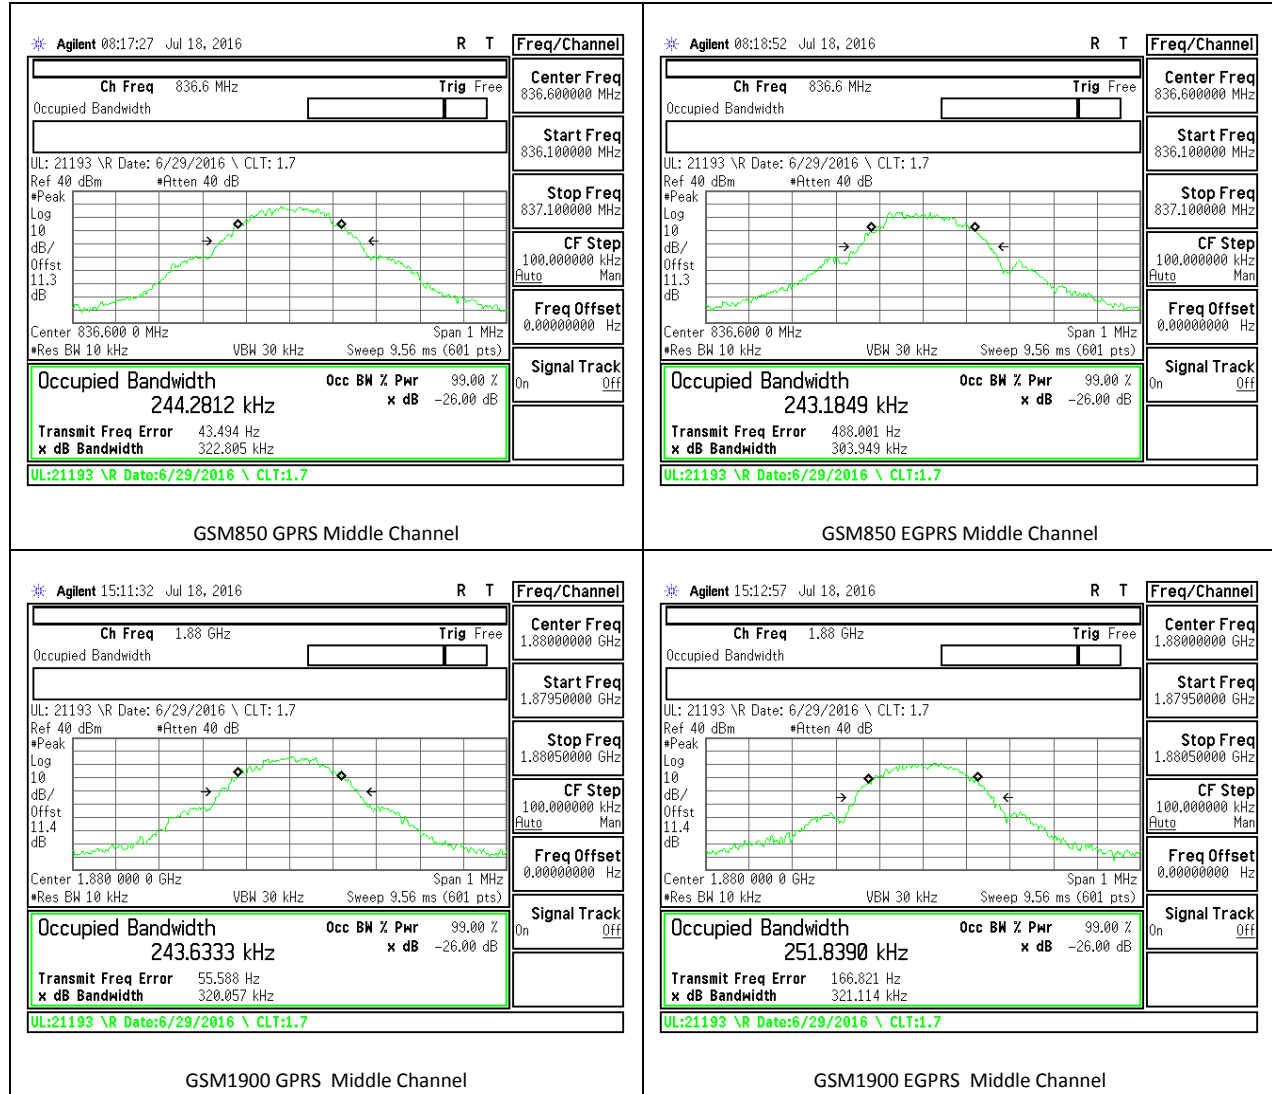 Agilent 08:17:27 Jul 18, 2016 R T Freq/Channel
Ch Freq 836.6 MHz Trig Free
Occupied Bandwidth
Center Freq
836.600000 MHz
Start Freq
836.100000 MHz
Stop Freq
837.100000 MHz
CF Step
100.000000 kHz
Auto Man
Freq Offset
0.00000000 Hz
Signal Track
On Off
UL: 21193 \R Date: 6/29/2016 \ CLT: 1.7
Ref 40 dBm #Atten 40 dB
#Peak
Log
10
dB/
Offst
11.3
dB
Center 836.600 0 MHz Span 1 MHz
#Res BW 10 kHz VBW 30 kHz Sweep 9.56 ms (601 pts)
Occupied Bandwidth Occ BW % Pwr 99.00 %
244.2812 kHz x dB -26.00 dB
Transmit Freq Error 43.494 Hz
x dB Bandwidth 322.805 kHz
UL:21193 \R Date:6/29/2016 \ CLT:1.7
GSM850 GPRS Middle Channel
Agilent 08:18:52 Jul 18, 2016 R T Freq/Channel
Ch Freq 836.6 MHz Trig Free
Occupied Bandwidth
Center Freq
836.600000 MHz
Start Freq
836.100000 MHz
Stop Freq
837.100000 MHz
CF Step
100.000000 kHz
Auto Man
Freq Offset
0.00000000 Hz
Signal Track
On Off
UL: 21193 \R Date: 6/29/2016 \ CLT: 1.7
Ref 40 dBm #Atten 40 dB
#Peak
Log
10
dB/
Offst
11.3
dB
Center 836.600 0 MHz Span 1 MHz
#Res BW 10 kHz VBW 30 kHz Sweep 9.56 ms (601 pts)
Occupied Bandwidth Occ BW % Pwr 99.00 %
243.1849 kHz x dB -26.00 dB
Transmit Freq Error 488.001 Hz
x dB Bandwidth 303.949 kHz
UL:21193 \R Date:6/29/2016 \ CLT:1.7
GSM850 EGPRS Middle Channel
Agilent 15:11:32 Jul 18, 2016 R T Freq/Channel
Ch Freq 1.88 GHz Trig Free
Occupied Bandwidth
Center Freq
1.88000000 GHz
Start Freq
1.87950000 GHz
Stop Freq
1.88050000 GHz
CF Step
100.000000 kHz
Auto Man
Freq Offset
0.00000000 Hz
Signal Track
On Off
UL: 21193 \R Date: 6/29/2016 \ CLT: 1.7
Ref 40 dBm #Atten 40 dB
#Peak
Log
10
dB/
Offst
11.4
dB
Center 1.880 000 0 GHz Span 1 MHz
#Res BW 10 kHz VBW 30 kHz Sweep 9.56 ms (601 pts)
Occupied Bandwidth Occ BW % Pwr 99.00 %
243.6333 kHz x dB -26.00 dB
Transmit Freq Error 55.588 Hz
x dB Bandwidth 320.057 kHz
UL:21193 \R Date:6/29/2016 \ CLT:1.7
GSM1900 GPRS Middle Channel
Agilent 15:12:57 Jul 18, 2016 R T Freq/Channel
Ch Freq 1.88 GHz Trig Free
Occupied Bandwidth
Center Freq
1.88000000 GHz
Start Freq
1.87950000 GHz
Stop Freq
1.88050000 GHz
CF Step
100.000000 kHz
Auto Man
Freq Offset
0.00000000 Hz
Signal Track
On Off
UL: 21193 \R Date: 6/29/2016 \ CLT: 1.7
Ref 40 dBm #Atten 40 dB
#Peak
Log
10
dB/
Offst
11.4
dB
Center 1.880 000 0 GHz Span 1 MHz
#Res BW 10 kHz VBW 30 kHz Sweep 9.56 ms (601 pts)
Occupied Bandwidth Occ BW % Pwr 99.00 %
251.8390 kHz x dB -26.00 dB
Transmit Freq Error 166.821 Hz
x dB Bandwidth 321.114 kHz
UL:21193 \R Date:6/29/2016 \ CLT:1.7
GSM1900 EGPRS Middle Channel